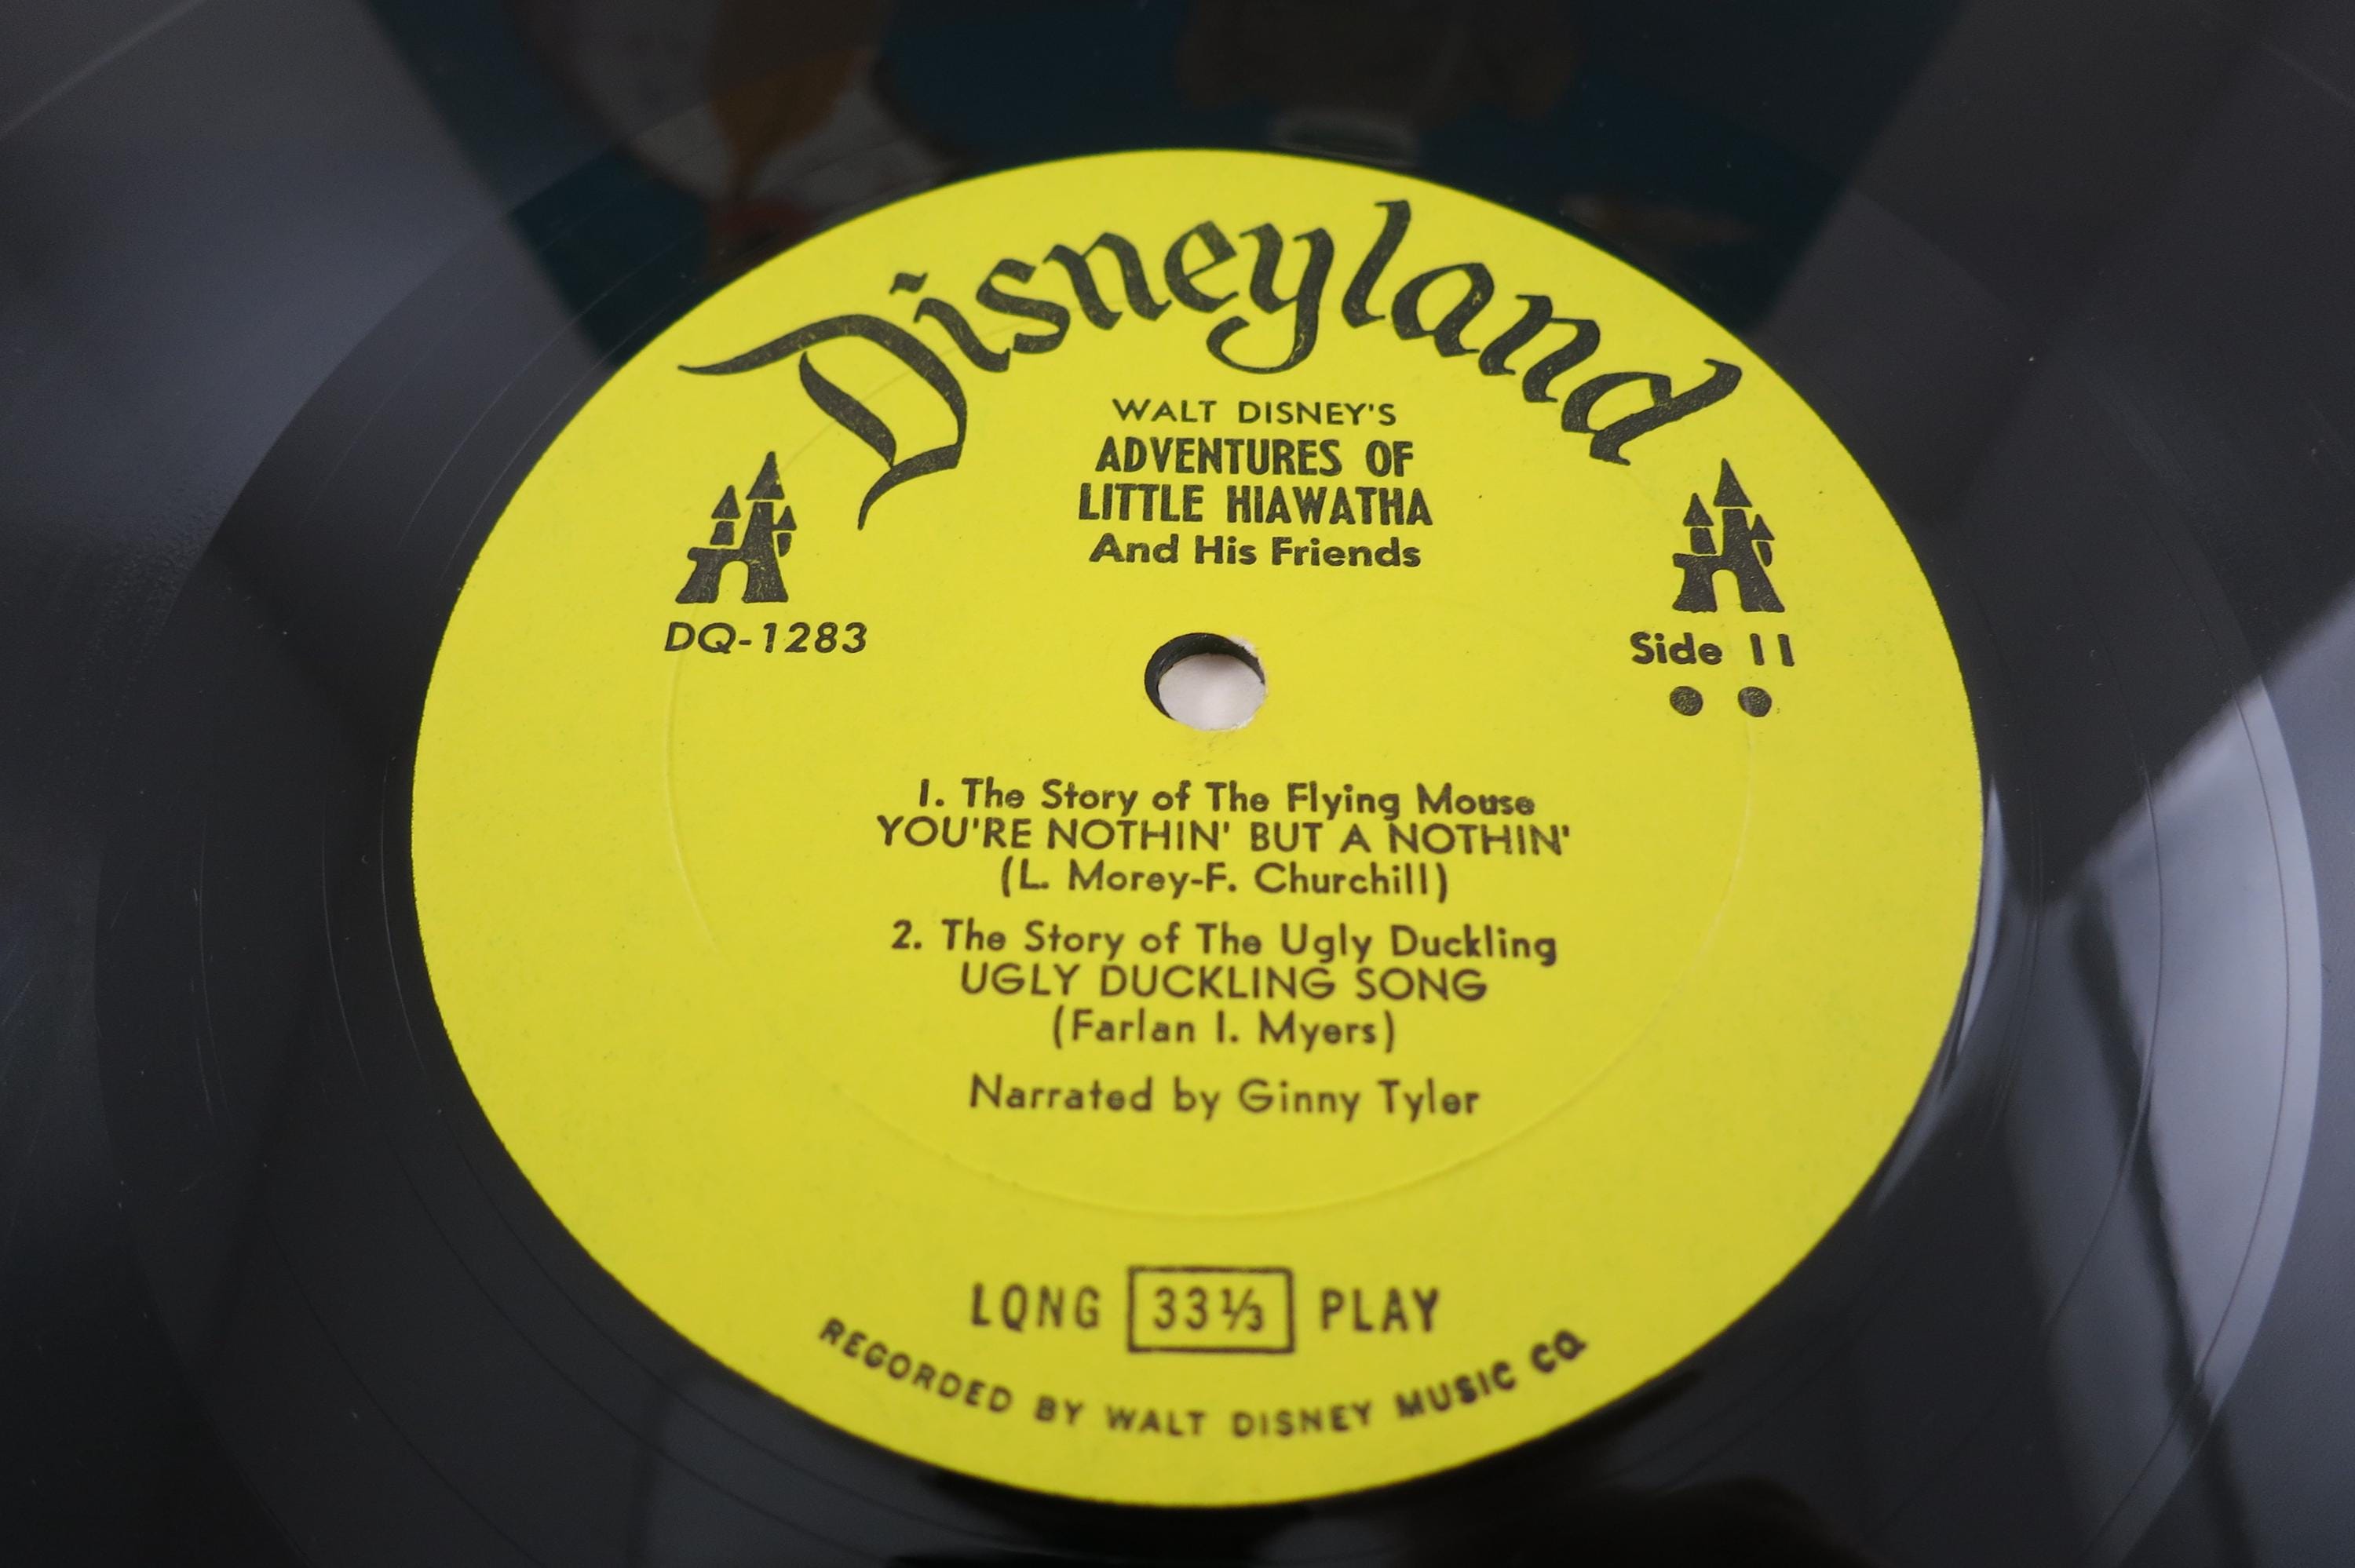 Disneyland
WALT DISNEY'S
ADVENTURES OF
LITTLE HIAWATHA
And His Friends
DQ-1283
Side II
1. The Story of The Flying Mouse
YOU'RE NOTHIN' BUT A NOTHIN'
(L. Morey-F. Churchill)
2. The Story of The Ugly Duckling
UGLY DUCKLING SONG
(Farlan I. Myers)
Narrated by Ginny Tyler
LONG 33⅓ PLAY
RECORDED BY WALT DISNEY MUSIC CO.